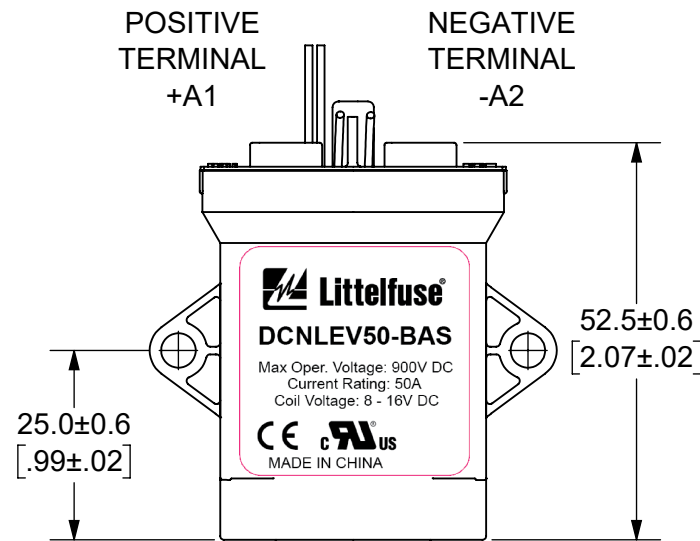 POSITIVE
TERMINAL
+A1
NEGATIVE
TERMINAL
-A2
Littelfuse®
DCNLEV50-BAS
Max Oper. Voltage: 900V DC
Current Rating: 50A
Coil Voltage: 8 - 16V DC
CE c RU® US
MADE IN CHINA
52.5±0.6
[2.07±.02]
25.0±0.6
[.99±.02]